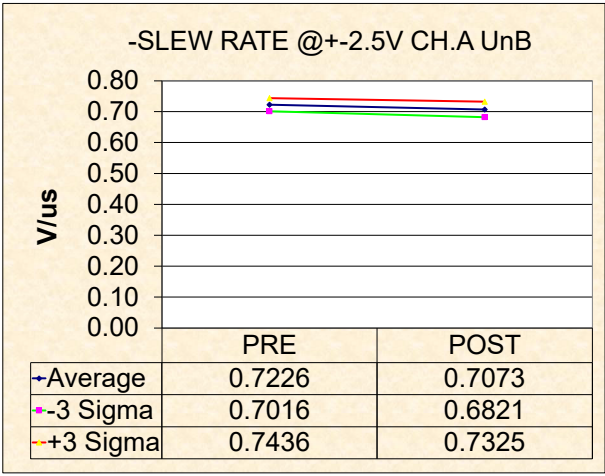 -SLEW RATE @+-2.5V CH.A UnB
0.80
0.70
0.60
0.50
0.40
0.30
0.20
0.10
0.00
V/us
PRE POST
Average 0.7226 0.7073
-3 Sigma 0.7016 0.6821
+3 Sigma 0.7436 0.7325